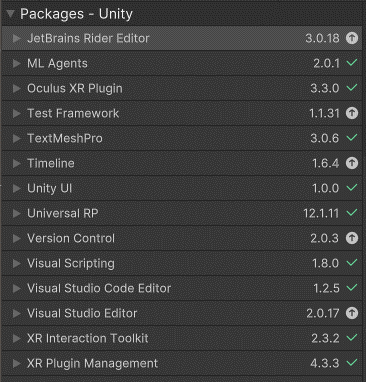 Packages - Unity
JetBrains Rider Editor 3.0.18
ML Agents 2.0.1
Oculus XR Plugin 3.3.0
Test Framework 1.1.31
TextMeshPro 3.0.6
Timeline 1.6.4
Unity UI 1.0.0
Universal RP 12.1.11
Version Control 2.0.3
Visual Scripting 1.8.0
Visual Studio Code Editor 1.2.5
Visual Studio Editor 2.0.17
XR Interaction Toolkit 2.3.2
XR Plugin Management 4.3.3